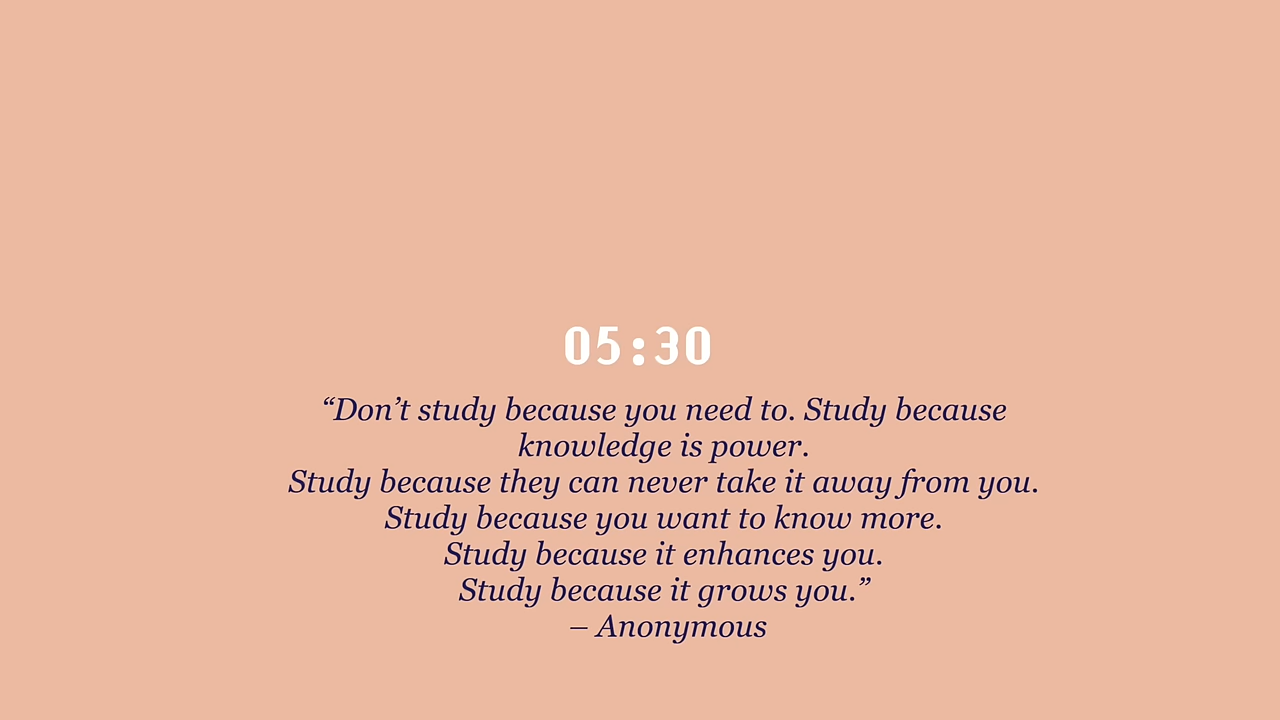 05:30
“Don’t study because you need to. Study because
knowledge is power.
Study because they can never take it away from you.
Study because you want to know more.
Study because it enhances you.
Study because it grows you.”
– Anonymous